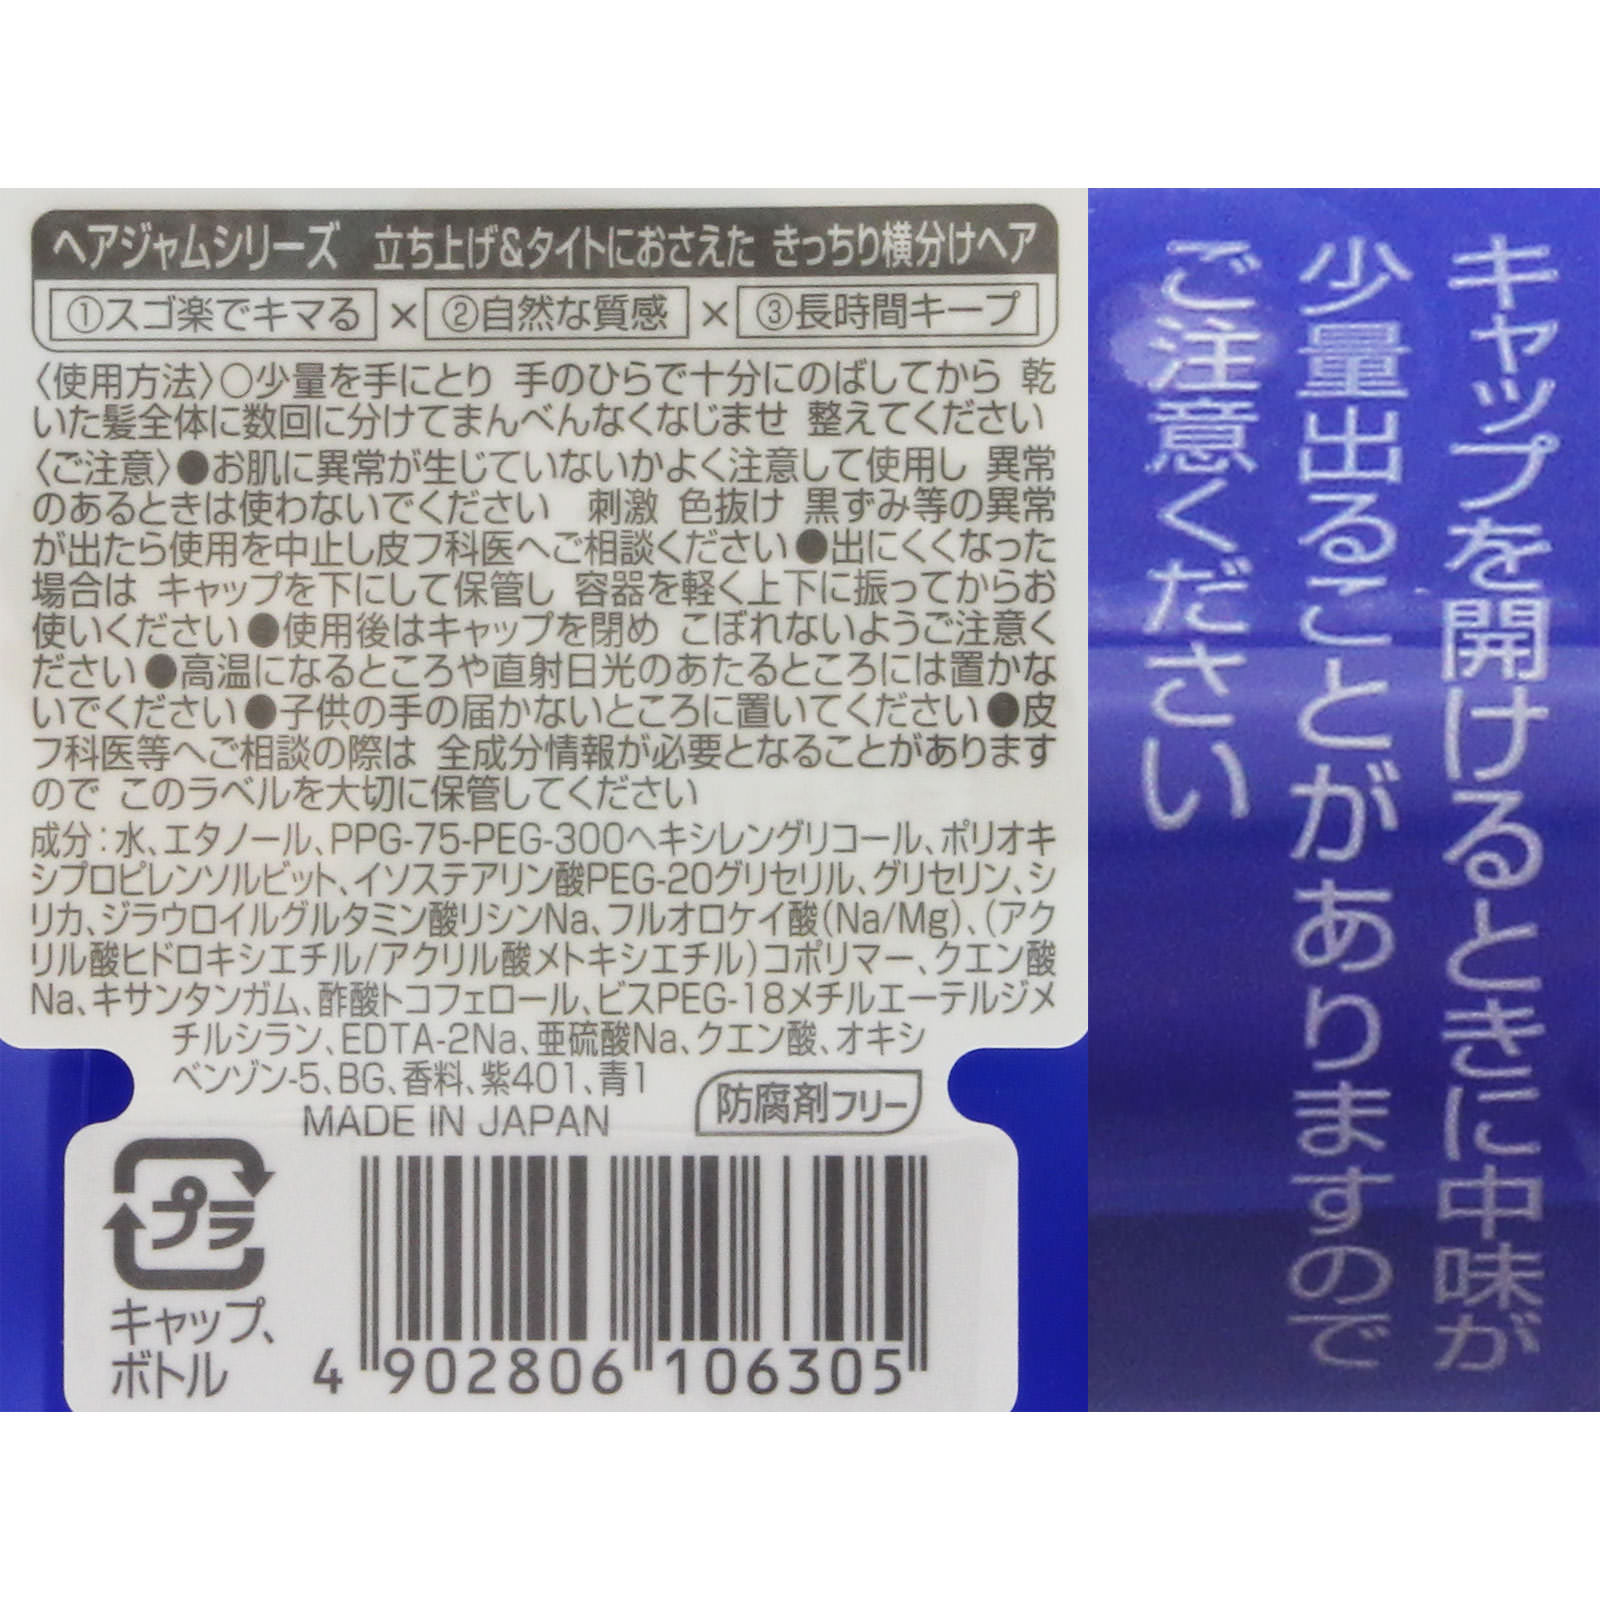 ヘアジャムシリーズ 立ち上げ&タイトにおさえた きっちり横分けヘア
①スゴ楽でキマる × ②自然な質感 × ③長時間キープ
〈使用方法〉○少量を手にとり 手のひらで十分にのばしてから 乾
いた髪全体に数回に分けてまんべんなくなじませ 整えてください
〈ご注意〉●お肌に異常が生じていないかよく注意して使用し 異常
のあるときは使わないでください 刺激 色抜け 黒ずみ等の異常
が出たら使用を中止し皮フ科医へご相談ください●出にくくなった
場合は キャップを下にして保管し 容器を軽く上下に振ってからお
使いください●使用後はキャップを閉め こぼれないようご注意く
ださい●高温になるところや直射日光のあたるところには置かな
いでください●子供の手の届かないところに置いてください●皮
フ科医等へご相談の際は 全成分情報が必要となることがあります
ので このラベルを大切に保管してください
成分:水、エタノール、PPG-75-PEG-300ヘキシレングリコール、ポリオキ
シプロピレンソルビット、イソステアリン酸PEG-20グリセリル、グリセリン、シ
リカ、ジラウロイルグルタミン酸リシンNa、フルオロケイ酸(Na/Mg)、(アク
リル酸ヒドロキシエチル/アクリル酸メトキシエチル)コポリマー、クエン酸
Na、キサンタンガム、酢酸トコフェロール、ビスPEG-18メチルエーテルジメ
チルシラン、EDTA-2Na、亜硫酸Na、クエン酸、オキシ
ベンゾン-5、BG、香料、紫401、青1
MADE IN JAPAN
防腐剤フリー
プラ
キャップ、
ボトル
4 902806 106305
キャップを開けるときに中味が
少量出ることがありますので
ご注意ください